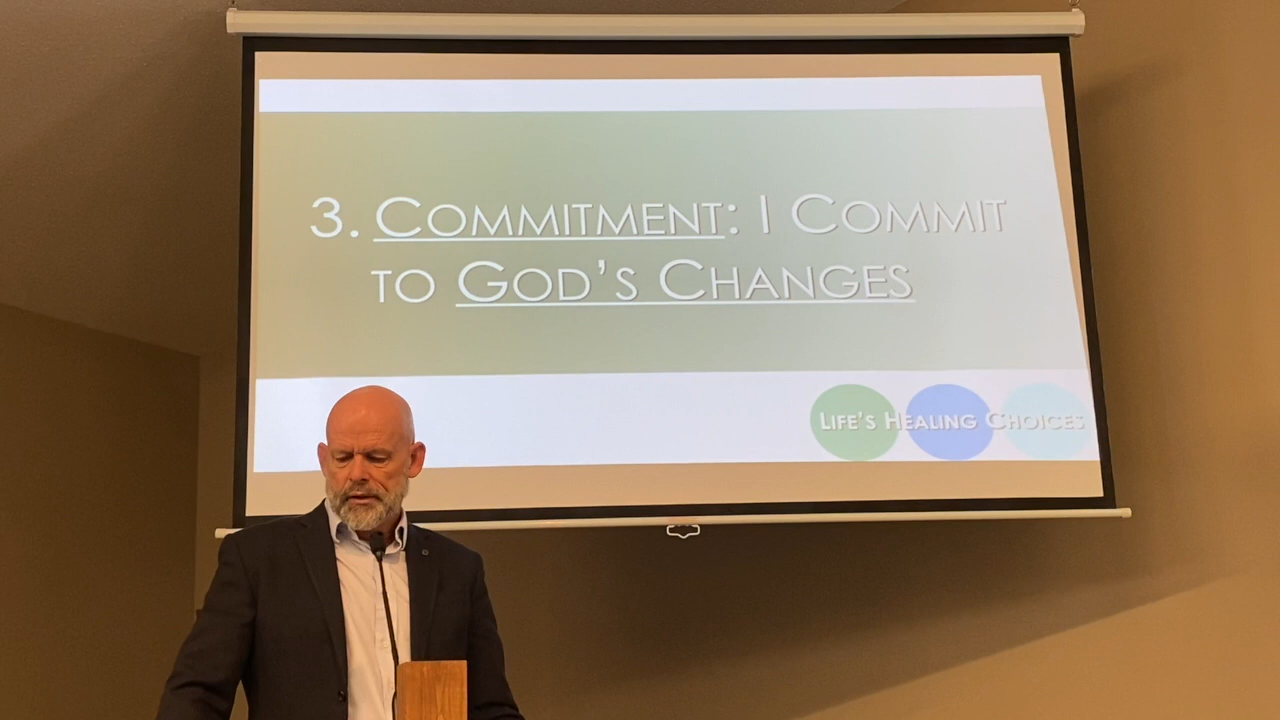 3. COMMITMENT: I COMMIT
TO GOD'S CHANGES
LIFE'S HEALING CHOICES